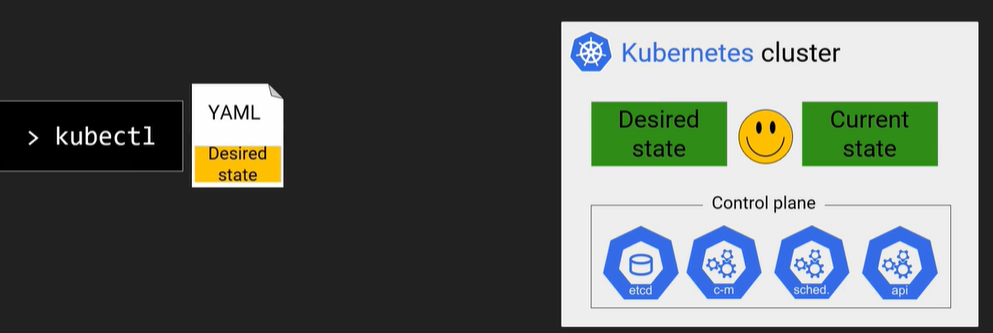 > kubectl
YAML
Desired
state
Kubernetes cluster
Desired
state
Current
state
Control plane
etcd
c-m
sched.
api